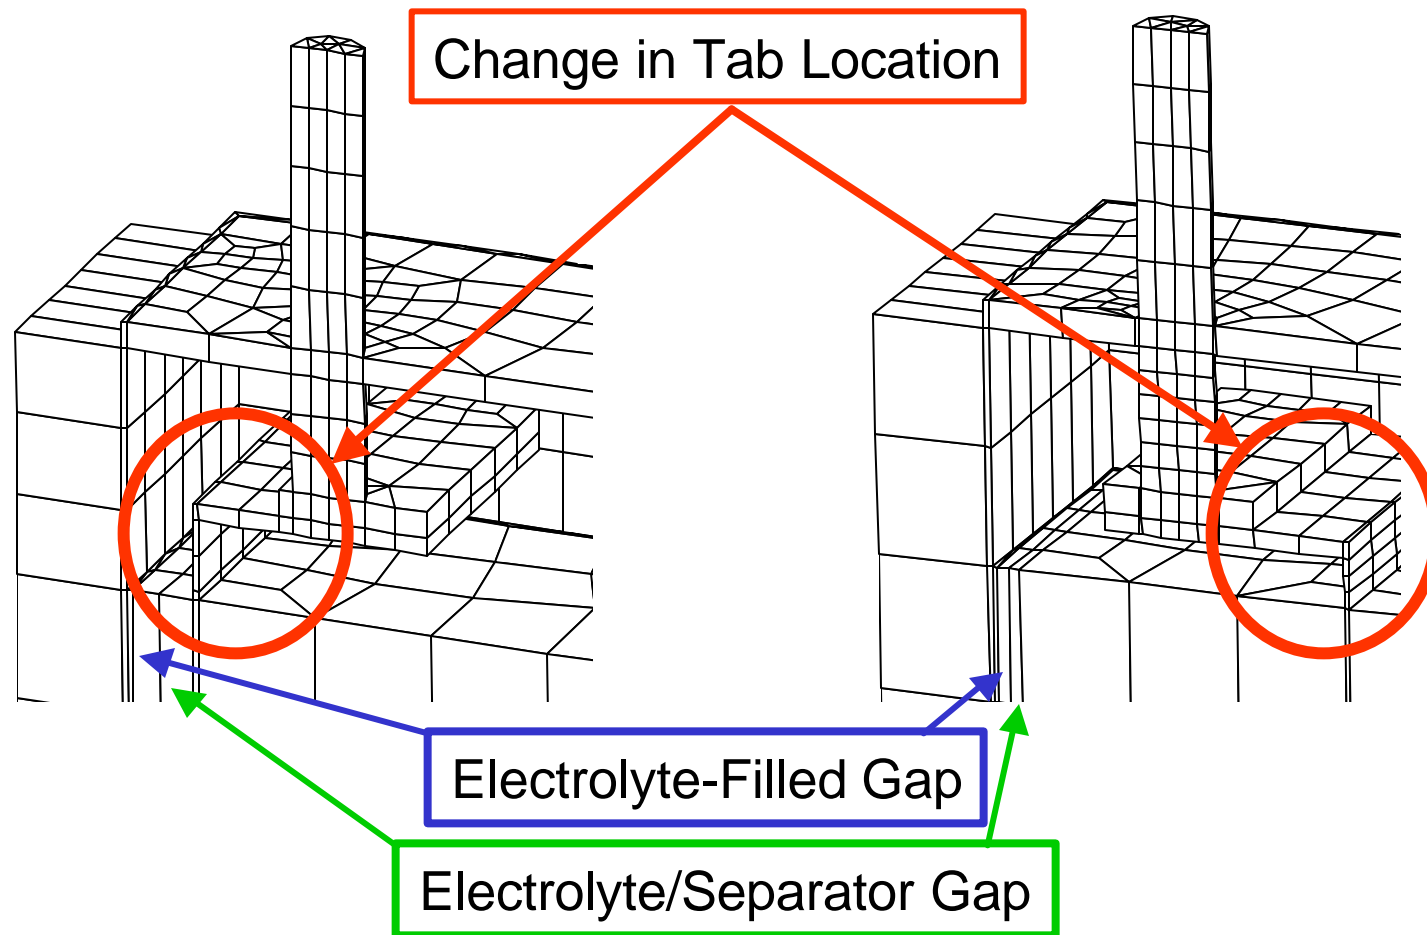 Change in Tab Location
Electrolyte-Filled Gap
Electrolyte/Separator Gap